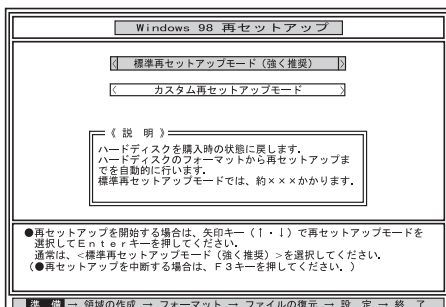 Windows 98 再セットアップ
〈 標準再セットアップモード（強く推奨） 〉
〈 カスタム再セットアップモード 〉
《 説 明 》
ハードディスクを購入時の状態に戻します．
ハードディスクのフォーマットから再セットアップま
でを自動的に行います．
標準再セットアップモードでは、約×××かかります．
●再セットアップを開始する場合は、矢印キー（↑・↓）で再セットアップモードを
選択してＥｎｔｅｒキーを押してください．
通常は、<標準再セットアップモード（強く推奨）>を選択してください．
（●再セットアップを中断する場合は、Ｆ３キーを押してください．）
準 備 → 領域の作成 → フォーマット → ファイルの復元 → 設 定 → 終 了